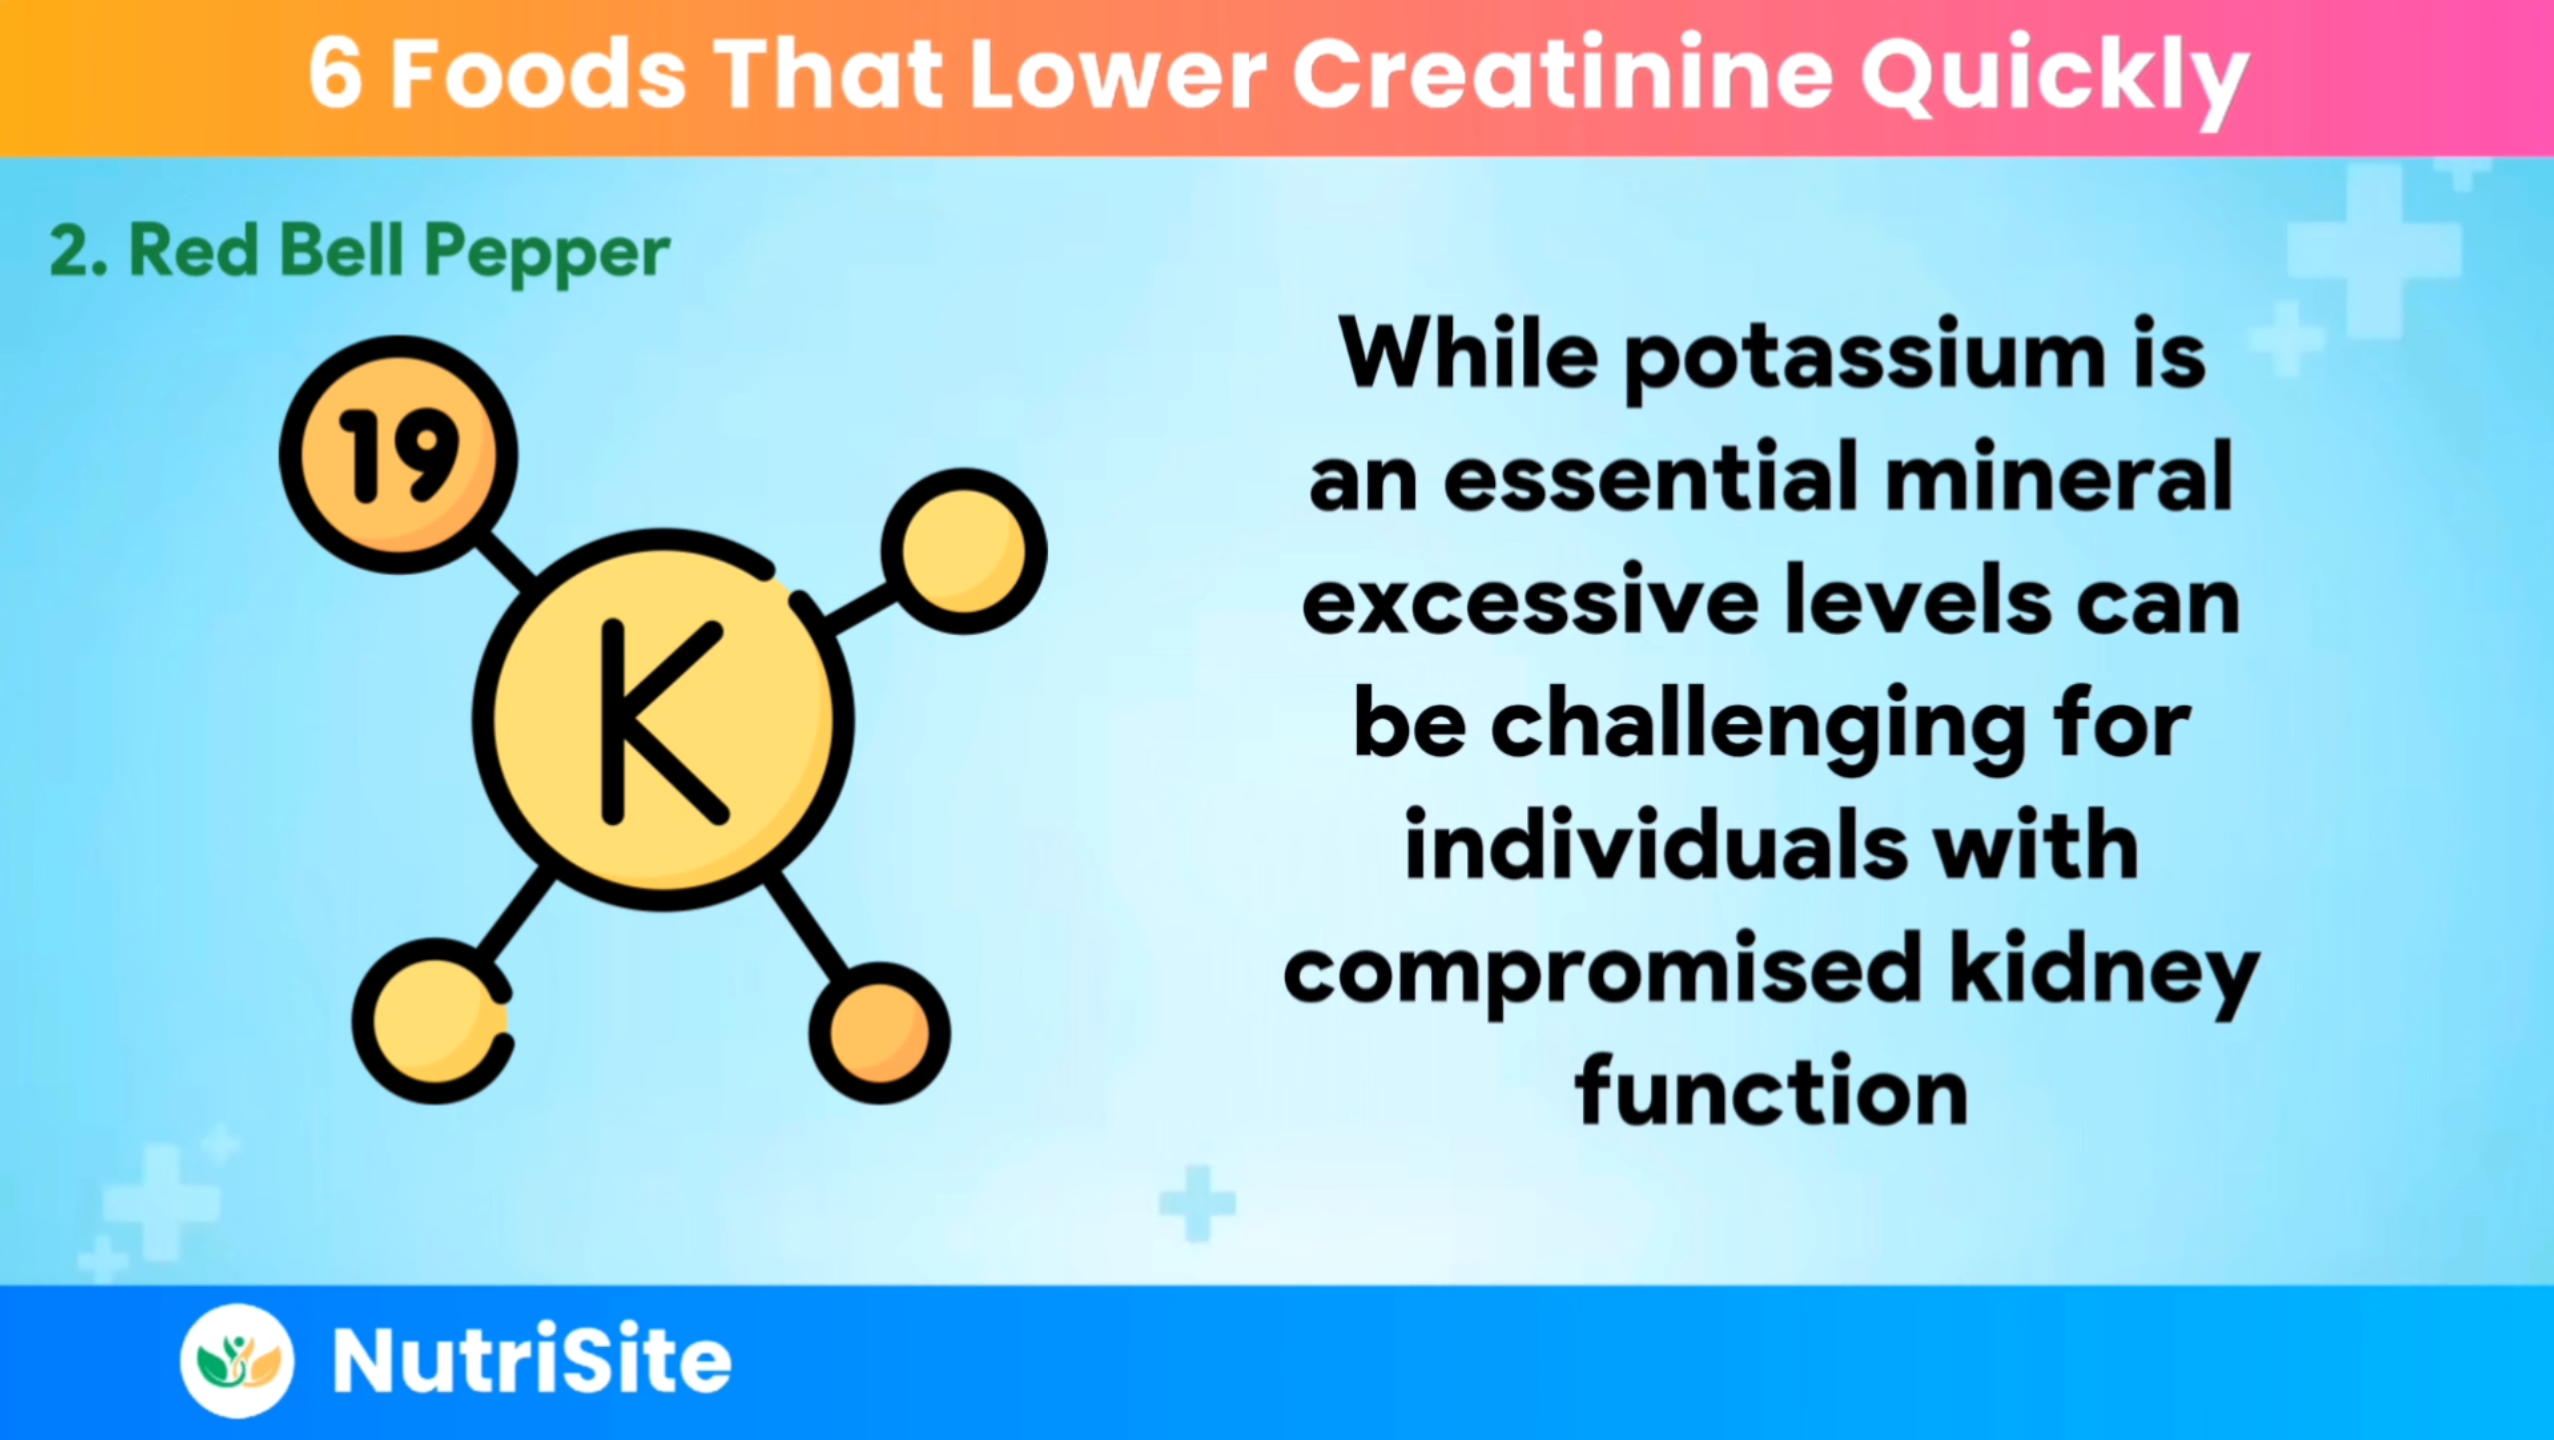 6 Foods That Lower Creatinine Quickly
2. Red Bell Pepper
19
K
While potassium is
an essential mineral
excessive levels can
be challenging for
individuals with
compromised kidney
function
NutriSite